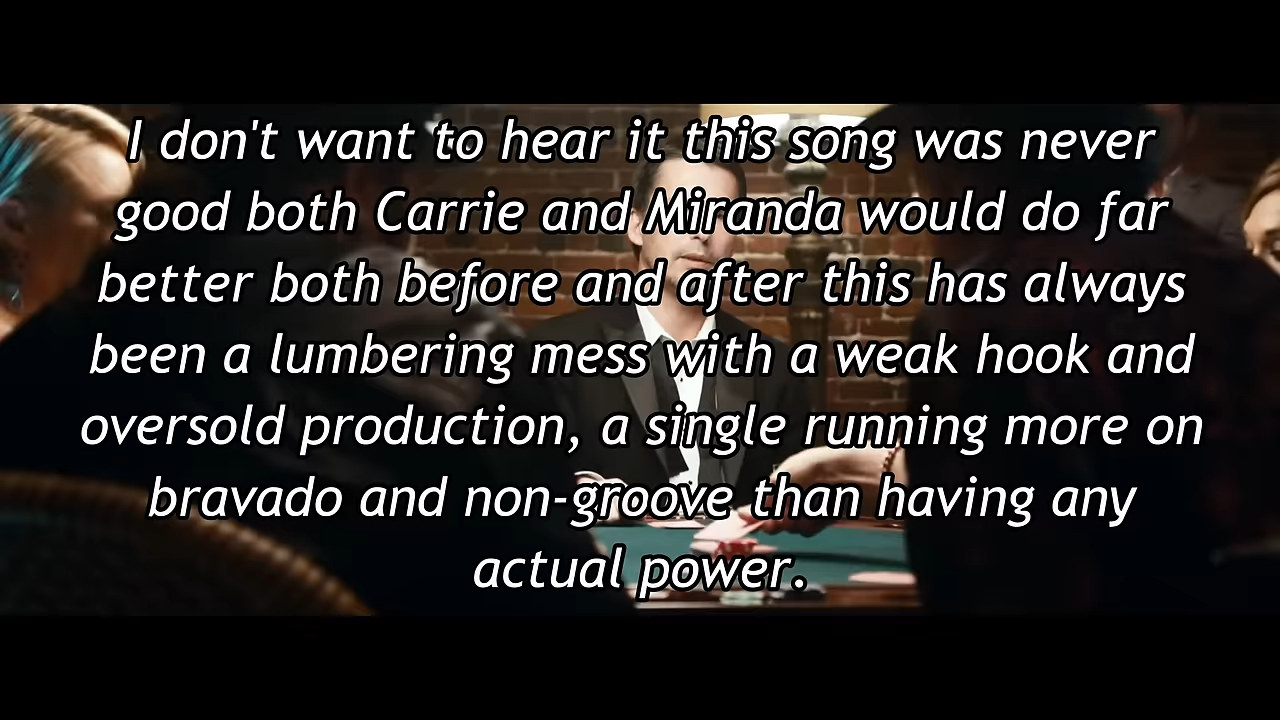 I don't want to hear it this song was never
good both Carrie and Miranda would do far
better both before and after this has always
been a lumbering mess with a weak hook and
oversold production, a single running more on
bravado and non-groove than having any
actual power.